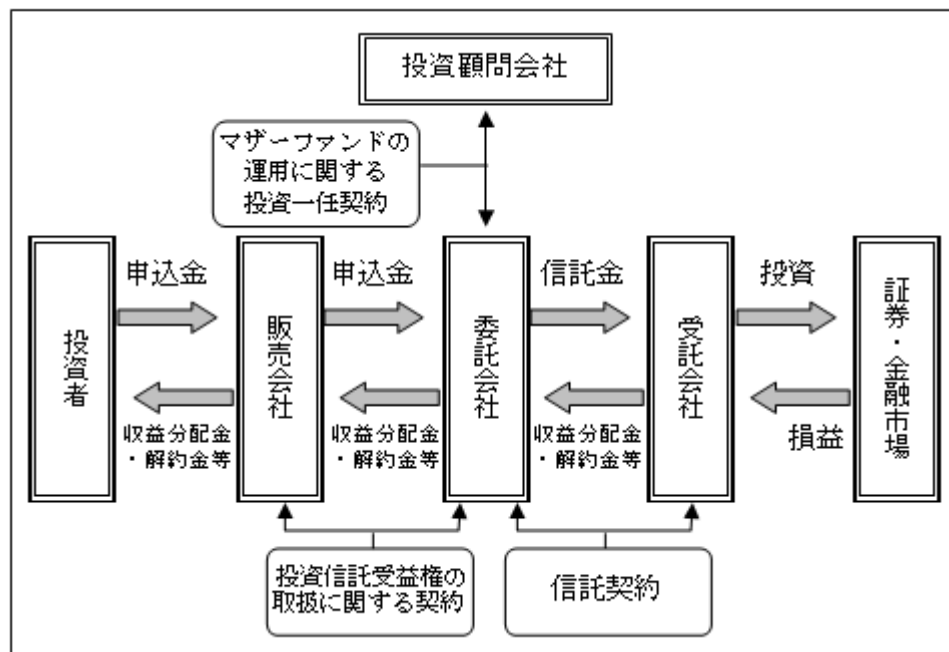 投資顧問会社
マザーファンドの
運用に関する
投資一任契約
投資者
申込金
収益分配金
・解約金等
販売会社
申込金
収益分配金
・解約金等
委託会社
信託金
収益分配金
・解約金等
受託会社
投資
損益
証券・金融市場
投資信託受益権の
取扱に関する契約
信託契約